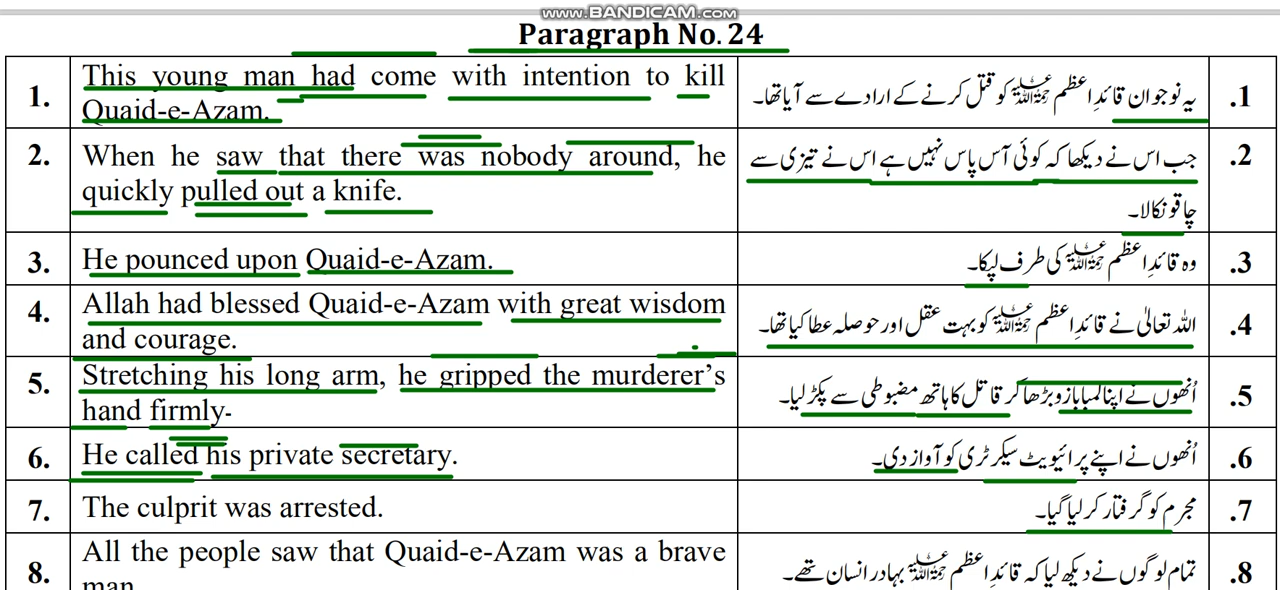 www.BANDICAM.com
Paragraph No. 24
1.
This young man had come with intention to kill
Quaid-e-Azam.
یہ نوجوان قائدِاعظم رحمۃ اللہ علیہ کو قتل کرنے کے ارادے سے آیا تھا۔
.1
2.
When he saw that there was nobody around, he
quickly pulled out a knife.
جب اس نے دیکھا کہ کوئی آس پاس نہیں ہے اس نے تیزی سے
چاقو نکالا۔
.2
3.
He pounced upon Quaid-e-Azam.
وہ قائدِاعظم رحمۃ اللہ علیہ کی طرف لپکا۔
.3
4.
Allah had blessed Quaid-e-Azam with great wisdom
and courage.
اللہ تعالیٰ نے قائدِاعظم رحمۃ اللہ علیہ کو بہت عقل اور حوصلہ عطا کیا تھا۔
.4
5.
Stretching his long arm, he gripped the murderer’s
hand firmly-
اُنھوں نے اپنا لمبا بازو بڑھا کر قاتل کا ہاتھ مضبوطی سے پکڑ لیا۔
.5
6.
He called his private secretary.
اُنھوں نے اپنے پرائیویٹ سیکرٹری کو آواز دی۔
.6
7.
The culprit was arrested.
مجرم کو گرفتار کر لیا گیا۔
.7
8.
All the people saw that Quaid-e-Azam was a brave
man
تمام لوگوں نے دیکھ لیا کہ قائدِاعظم رحمۃ اللہ علیہ بہادر انسان تھے۔
.8